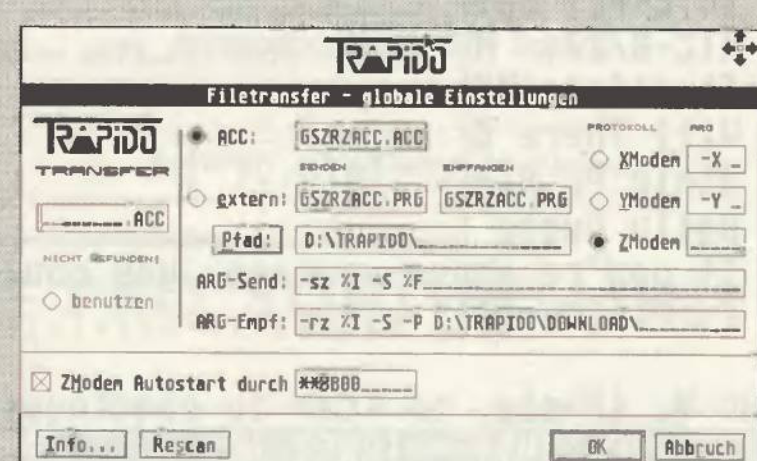 TRAPIDO
Filetransfer - globale Einstellungen
TRAPIDO
TRANSFER
________.ACC
NICHT GEFUNDEN!
benutzen
ACC: GSZRZACC.ACC
SENDEN EMPFANGEN
extern: GSZRZACC.PRG GSZRZACC.PRG
Pfad: D:\TRAPIDO\
ARG-Send: -sz %I -S %F
ARG-Empf: -rz %I -S -P D:\TRAPIDO\DOWNLOAD\
PROTOKOLL ARG
XModem -X _
YModem -Y _
ZModem
ZModem Autostart durch **B000
Info... Rescan OK Abbruch